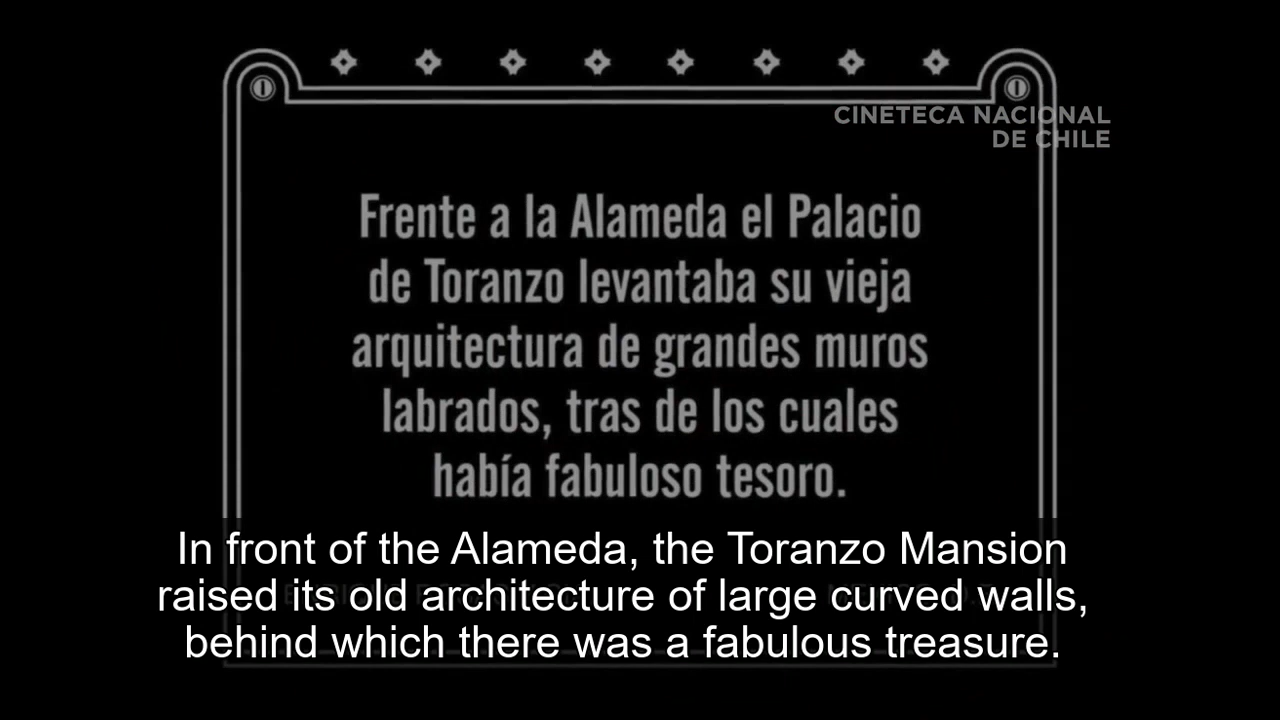 CINETECA NACIONAL
DE CHILE
Frente a la Alameda el Palacio
de Toranzo levantaba su vieja
arquitectura de grandes muros
labrados, tras de los cuales
había fabuloso tesoro.
In front of the Alameda, the Toranzo Mansion
raised its old architecture of large curved walls,
behind which there was a fabulous treasure.